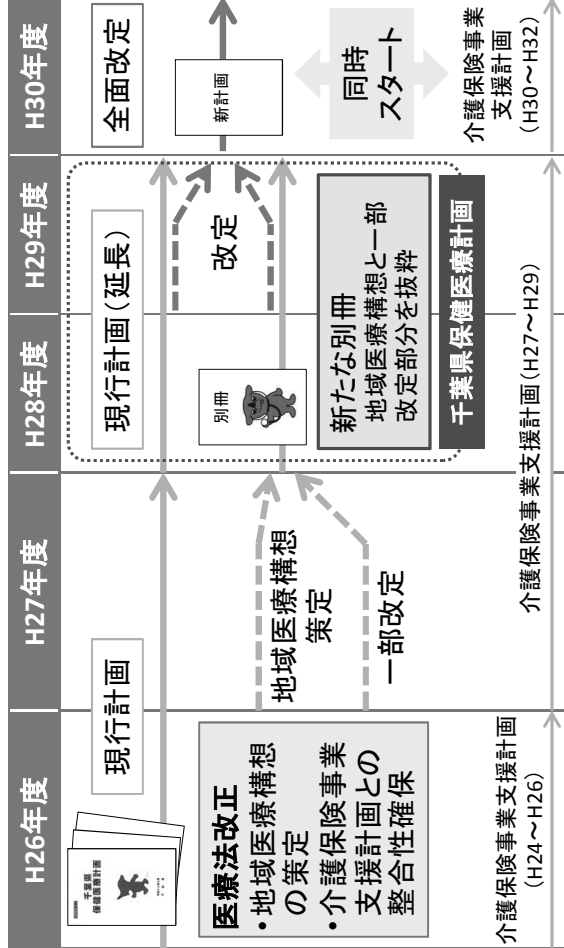 H26年度
H27年度
H28年度
H29年度
H30年度
現行計画
現行計画(延長)
全面改定
千葉県
保健医療計画
医療法改正
・地域医療構想
の策定
・介護保険事業
支援計画との
整合性確保
地域医療構想
策定
一部改定
別冊
改定
新計画
新たな別冊
地域医療構想と一部
改定部分を抜粋
千葉県保健医療計画
同時
スタート
介護保険事業支援計画
(H24～H26)
介護保険事業支援計画(H27～H29)
介護保険事業
支援計画
(H30～H32)